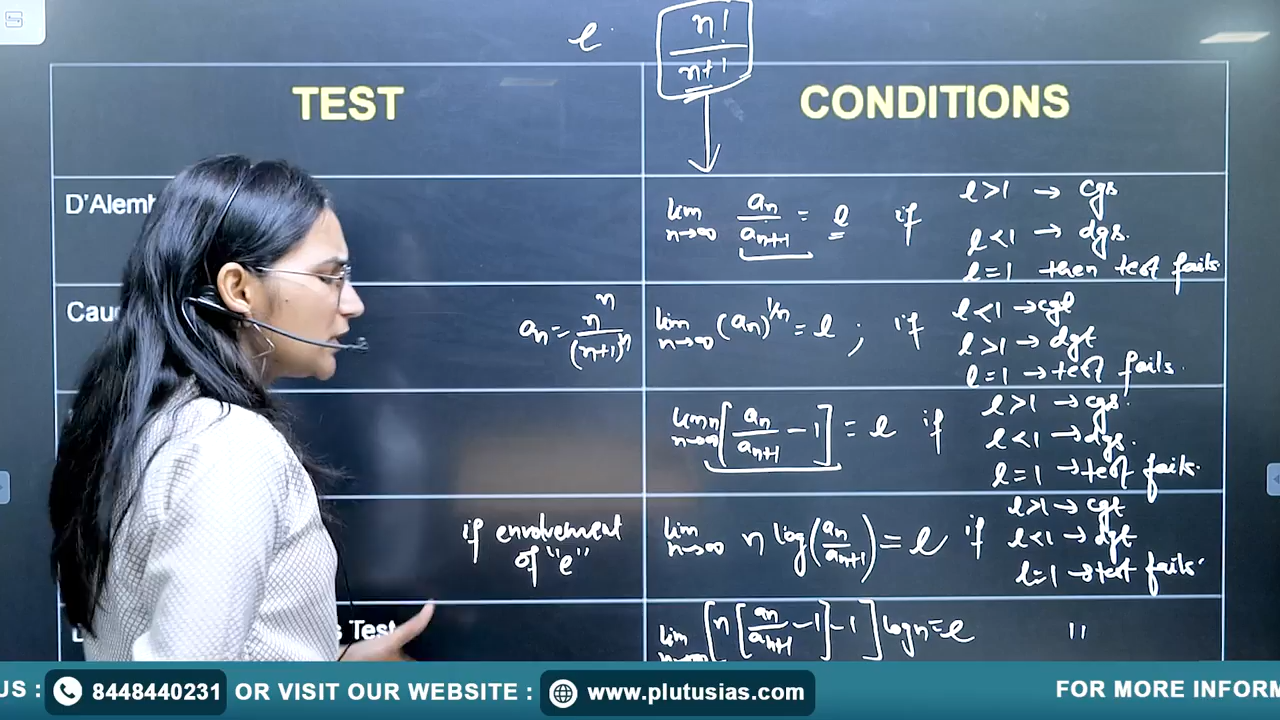 l
n!
n+1
TEST
CONDITIONS
D'Alemb
lim n→∞ an/an+1 = l if
l>1 → cgs
l<1 → dgs.
l=1 then test fails
Cauc
an = n^n/(n+1)^n
lim n→∞ (an)^1/n = l ; if
l<1 → cgt
l>1 → dgt
l=1 → test fails.
lim n→∞ n[an/an+1 − 1] = l if
l>1 → cgs.
l<1 → dgs.
l=1 → test fails.
if envolvement
of "e"
lim n→∞ n log(an/an+1) = l if
l>1 → cgt
l<1 → dgt
l=1 → test fails.
s Test
lim n→∞ [n[an/an+1 − 1] − 1] log n = l "
US : 8448440231 OR VISIT OUR WEBSITE : www.plutusias.com FOR MORE INFORM